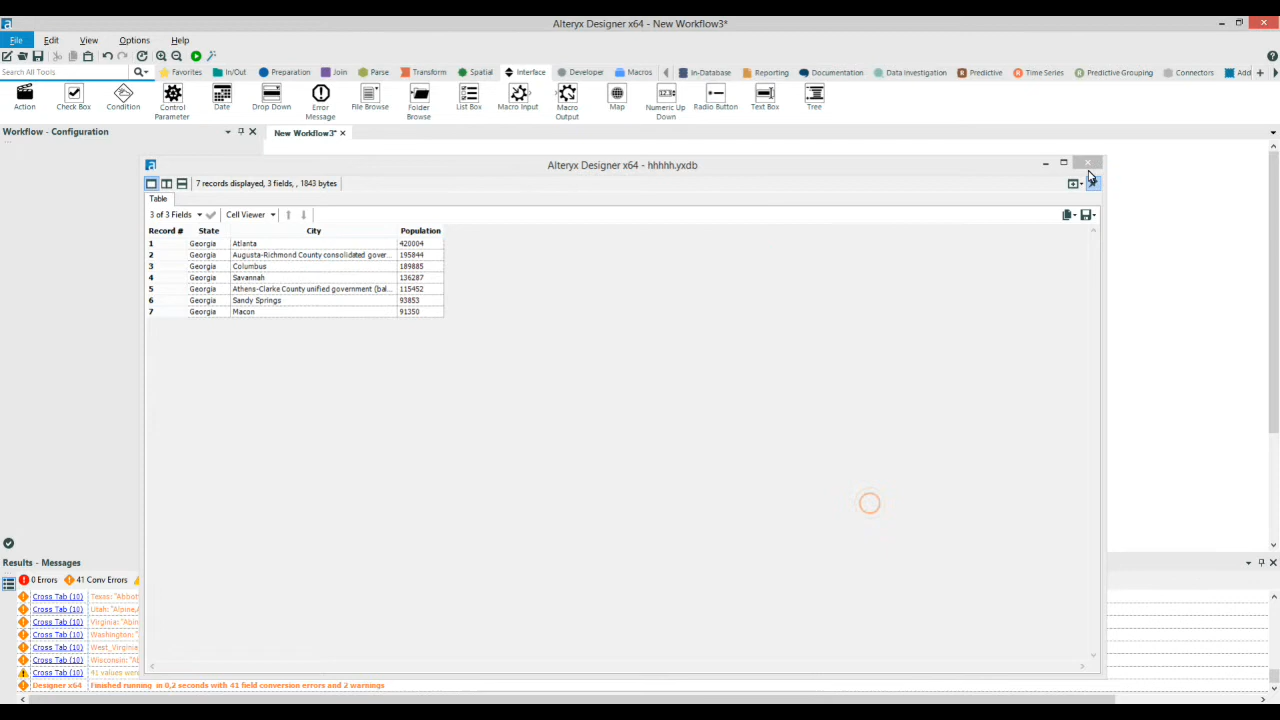 Alteryx Designer x64 - New Workflow3*
File Edit View Options Help
Search All Tools Favorites In/Out Preparation Join Parse Transform Spatial Interface Developer Macros In-Database Reporting Documentation Data Investigation Predictive Time Series Predictive Grouping Connectors Add
Action Check Box Condition Control Parameter Date Drop Down Error Message File Browse Folder Browse List Box Macro Input Macro Output Map Numeric Up Down Radio Button Text Box Tree
Workflow - Configuration
New Workflow3*
Alteryx Designer x64 - hhhhh.yxdb
7 records displayed, 3 fields, , 1843 bytes
Table
3 of 3 Fields Cell Viewer
Record # State City Population
1 Georgia Atlanta 420004
2 Georgia Augusta-Richmond County consolidated gover... 195844
3 Georgia Columbus 189885
4 Georgia Savannah 136287
5 Georgia Athens-Clarke County unified government (bal... 115452
6 Georgia Sandy Springs 93853
7 Georgia Macon 91350
Results - Messages
0 Errors 41 Conv Errors
Cross Tab (10) Texas: "Abbott
Cross Tab (10) Utah: "Alpine,A
Cross Tab (10) Virginia: "Abin
Cross Tab (10) Washington: "
Cross Tab (10) West_Virginia
Cross Tab (10) Wisconsin: "Ab
Cross Tab (10) 41 values were
Designer x64 Finished running in 0,2 seconds with 41 field conversion errors and 2 warnings